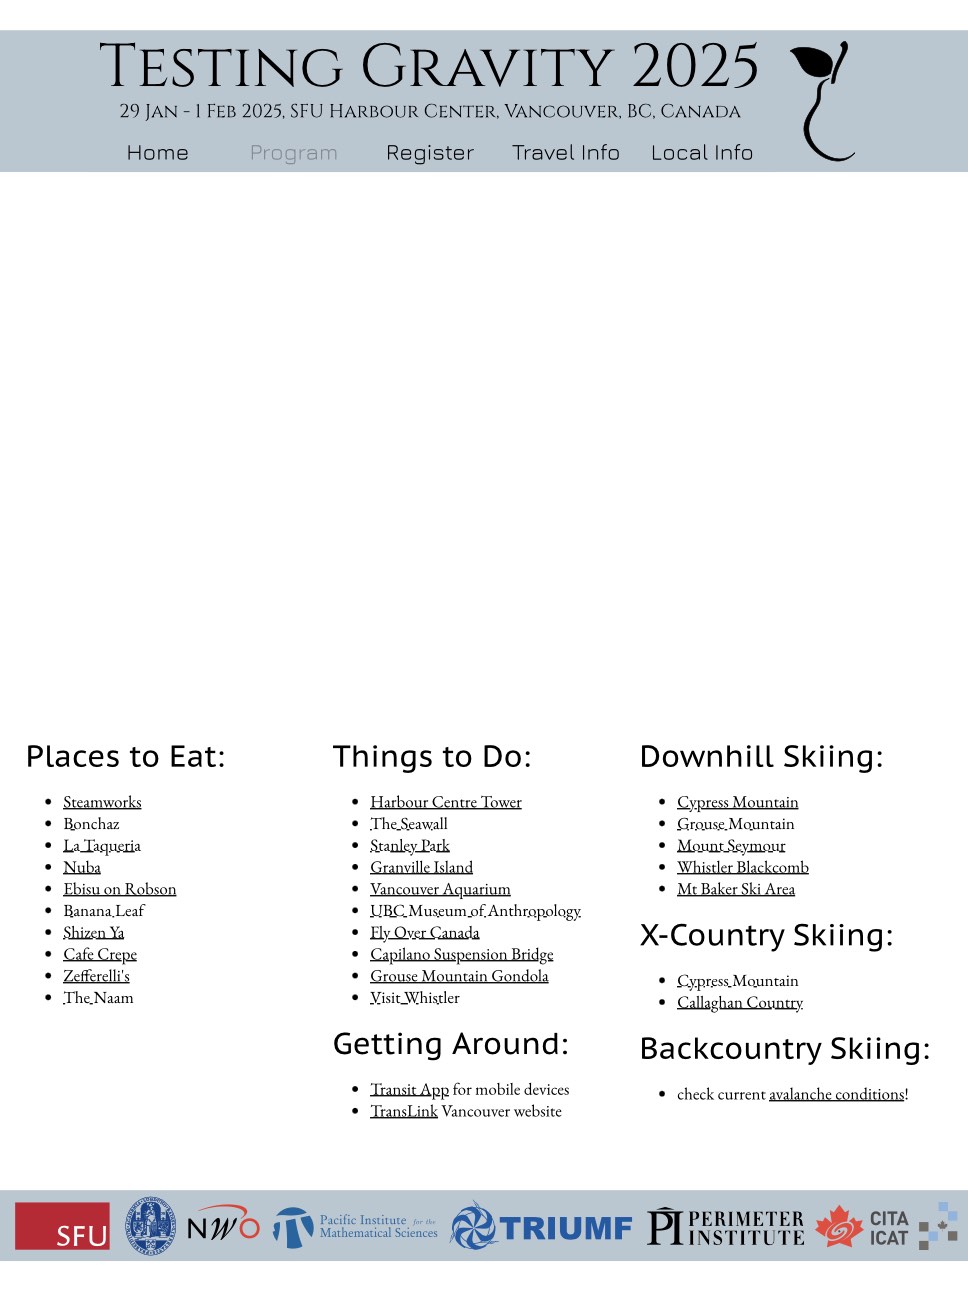 Testing Gravity 2025
29 Jan - 1 Feb 2025, SFU Harbour Center, Vancouver, BC, Canada
Home Program Register Travel Info Local Info
Places to Eat:
Steamworks
Bonchaz
La Taqueria
Nuba
Ebisu on Robson
Banana Leaf
Shizen Ya
Cafe Crepe
Zefferelli's
The Naam
Things to Do:
Harbour Centre Tower
The Seawall
Stanley Park
Granville Island
Vancouver Aquarium
UBC Museum of Anthropology
Fly Over Canada
Capilano Suspension Bridge
Grouse Mountain Gondola
Visit Whistler
Getting Around:
Transit App for mobile devices
TransLink Vancouver website
Downhill Skiing:
Cypress Mountain
Grouse Mountain
Mount Seymour
Whistler Blackcomb
Mt Baker Ski Area
X-Country Skiing:
Cypress Mountain
Callaghan Country
Backcountry Skiing:
check current avalanche conditions!
SFU
NWO
Pacific Institute for the
Mathematical Sciences
TRIUMF
PI PERIMETER
INSTITUTE
CITA
ICAT